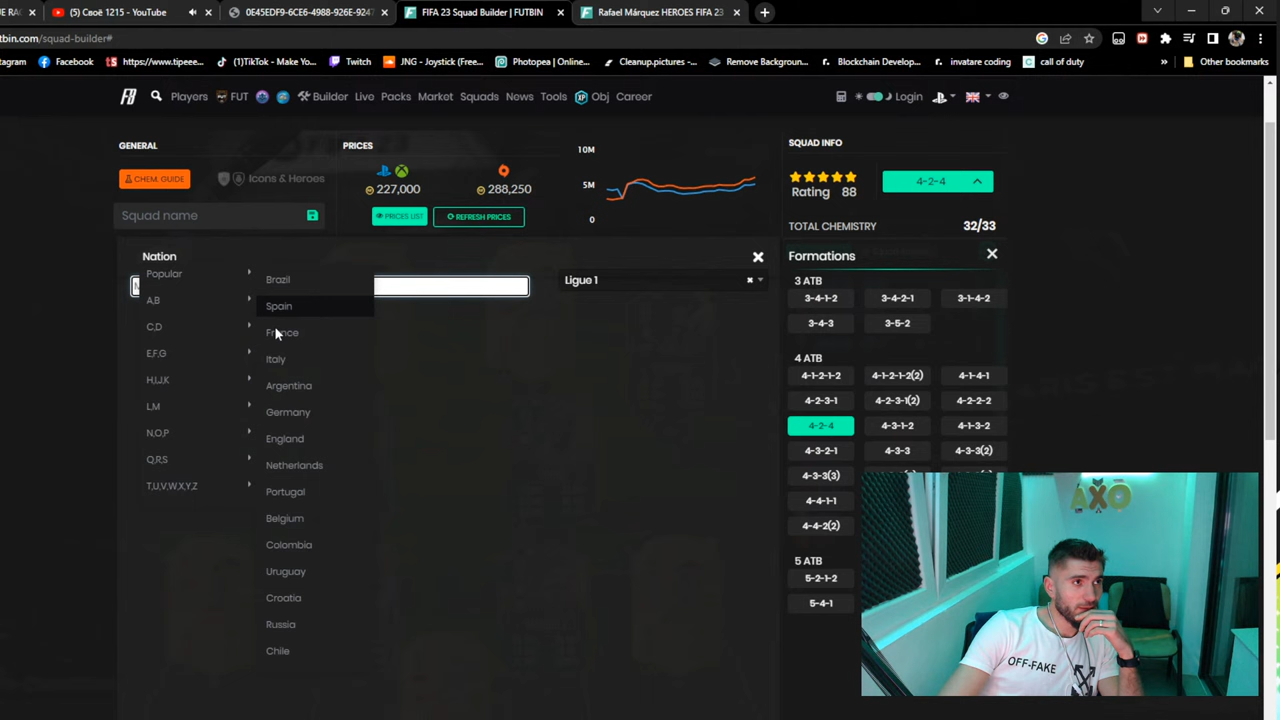 (5) Caoë 1215 - YouTube
0E45EDF9-6CE6-4988-926E-9247
FIFA 23 Squad Builder | FUTBIN
Rafael Márquez HEROES FIFA 23
tbin.com/squad-builder#
tagram
Facebook
https://www.tipeee...
(1)TikTok - Make Yo...
Twitch
JNG - Joystick (Free...
Photopea | Online...
Cleanup.pictures -...
Remove Background...
Blockchain Develop...
invatare coding
call of duty
Other bookmarks
FB
Players
FUT
Builder
Live
Packs
Market
Squads
News
Tools
XP
Obj
Career
Login
GENERAL
PRICES
10M
5M
0
SQUAD INFO
CHEM. GUIDE
Icons & Heroes
227,000
288,250
Rating 88
4-2-4
Squad name
PRICES LIST
REFRESH PRICES
TOTAL CHEMISTRY
32/33
Nation
Popular
A,B
C,D
E,F,G
H,I,J,K
L,M
N,O,P
Q,R,S
T,U,V,W,X,Y,Z
Brazil
Spain
France
Italy
Argentina
Germany
England
Netherlands
Portugal
Belgium
Colombia
Uruguay
Croatia
Russia
Chile
Ligue 1
Formations
3 ATB
3-4-1-2
3-4-2-1
3-1-4-2
3-4-3
3-5-2
4 ATB
4-1-2-1-2
4-1-2-1-2(2)
4-1-4-1
4-2-3-1
4-2-3-1(2)
4-2-2-2
4-2-4
4-3-1-2
4-1-3-2
4-3-2-1
4-3-3
4-3-3(2)
4-3-3(3)
4-4-1-1
4-4-2(2)
5 ATB
5-2-1-2
5-4-1
AXO
OFF-FAKE